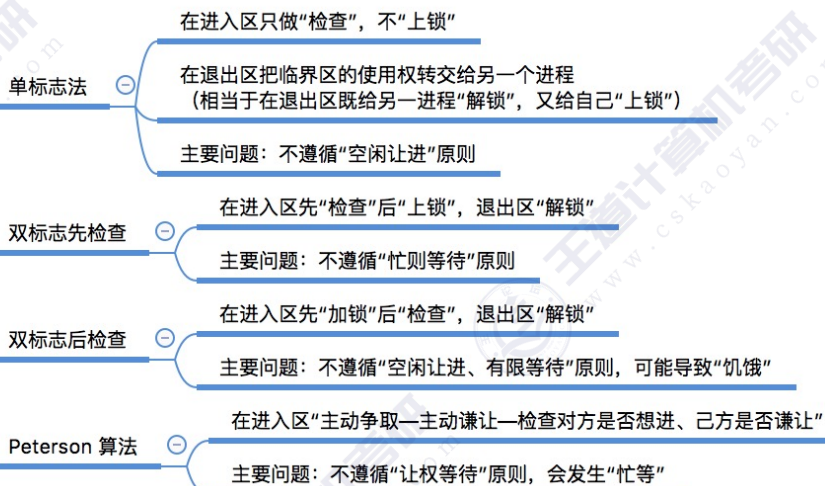 在进入区只做“检查”，不“上锁”
单标志法
在退出区把临界区的使用权转交给另一个进程
（相当于在退出区既给另一进程“解锁”，又给自己“上锁”）
主要问题：不遵循“空闲让进”原则
在进入区先“检查”后“上锁”，退出区“解锁”
双标志先检查
主要问题：不遵循“忙则等待”原则
在进入区先“加锁”后“检查”，退出区“解锁”
双标志后检查
主要问题：不遵循“空闲让进、有限等待”原则，可能导致“饥饿”
在进入区“主动争取—主动谦让—检查对方是否想进、己方是否谦让”
Peterson 算法
主要问题：不遵循“让权等待”原则，会发生“忙等”
王道计算机考研
www.cskaoyan.com